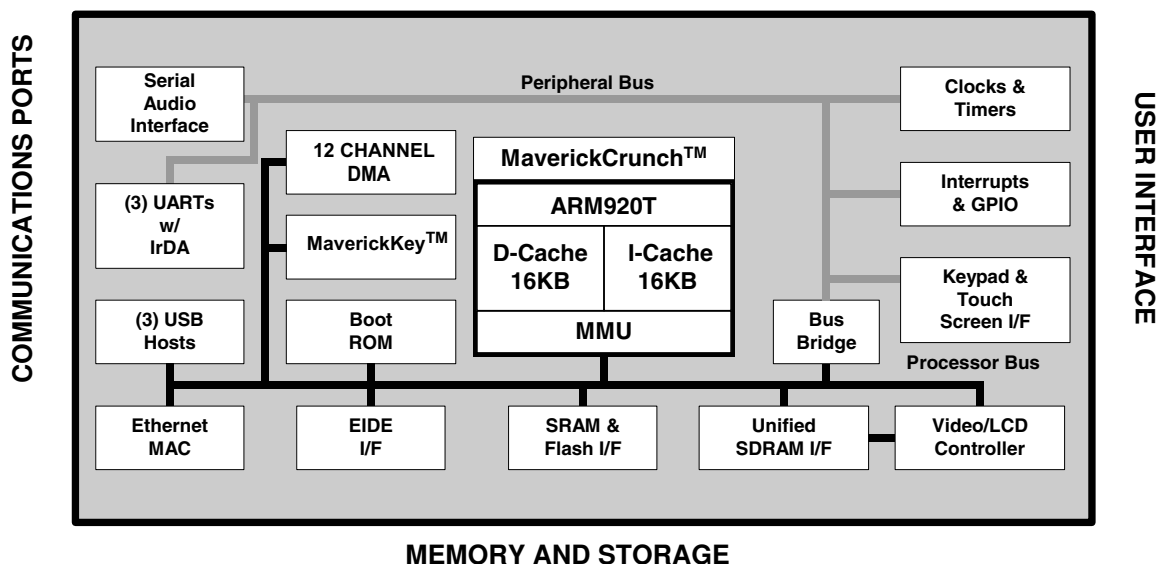 COMMUNICATIONS PORTS
Serial
Audio
Interface
(3) UARTs
w/
IrDA
(3) USB
Hosts
Ethernet
MAC
Peripheral Bus
12 CHANNEL
DMA
MaverickKey™
Boot
ROM
EIDE
I/F
MaverickCrunch™
ARM920T
D-Cache
16KB
I-Cache
16KB
MMU
SRAM &
Flash I/F
Bus
Bridge
Unified
SDRAM I/F
Clocks &
Timers
Interrupts
& GPIO
Keypad &
Touch
Screen I/F
Processor Bus
Video/LCD
Controller
USER INTERFACE
MEMORY AND STORAGE